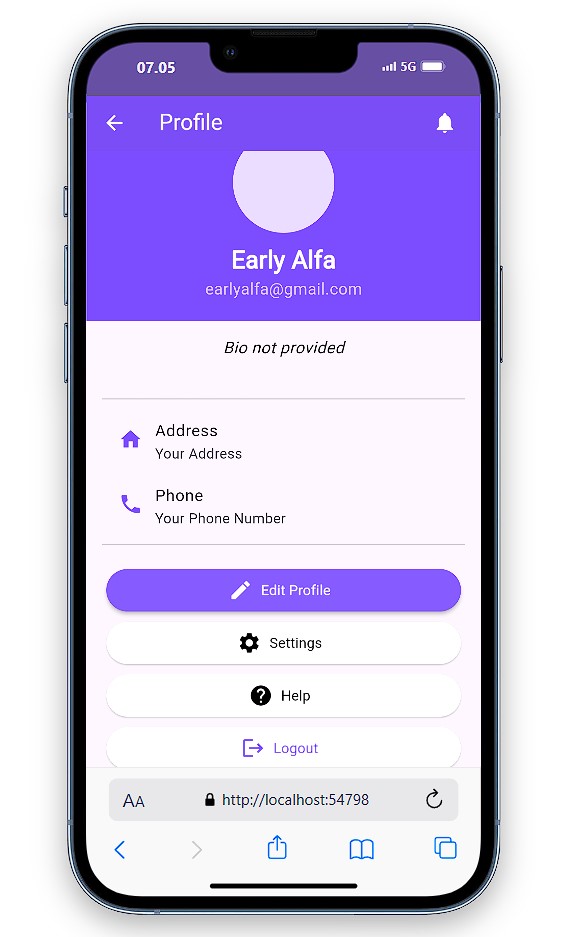 07.05
5G
Profile
Early Alfa
earlyalfa@gmail.com
Bio not provided
Address
Your Address
Phone
Your Phone Number
Edit Profile
Settings
Help
Logout
AA
http://localhost:54798